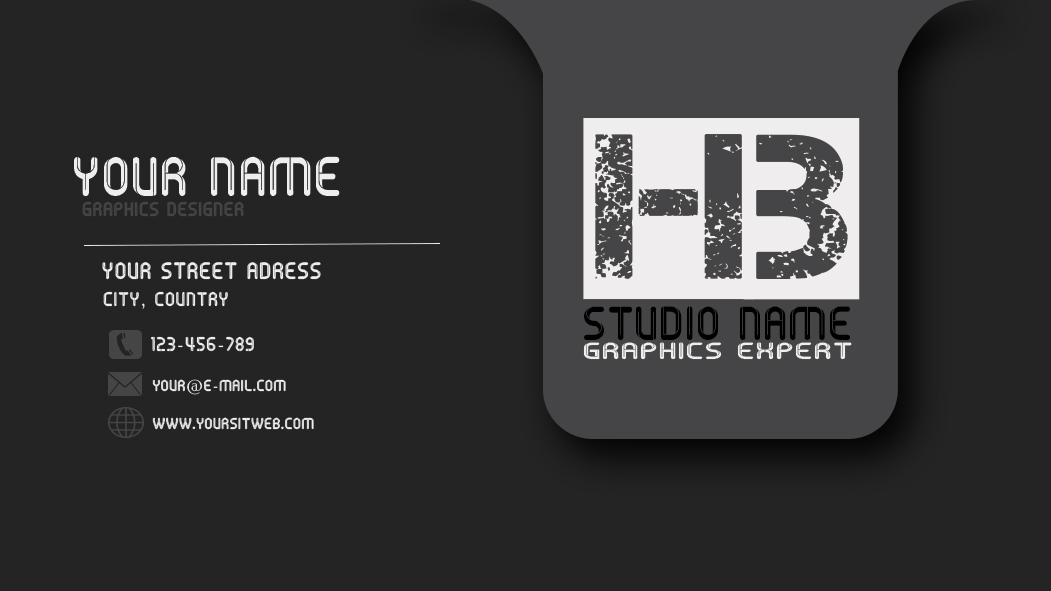 YOUR NAME
GRAPHICS DESIGNER
YOUR STREET ADRESS
CITY, COUNTRY
123-456-789
YOUR@E-MAIL.COM
WWW.YOURSITWEB.COM
HB
STUDIO NAME
GRAPHICS EXPERT